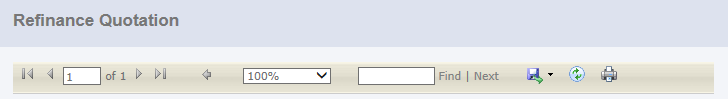 Refinance Quotation
1 of 1 100% Find | Next